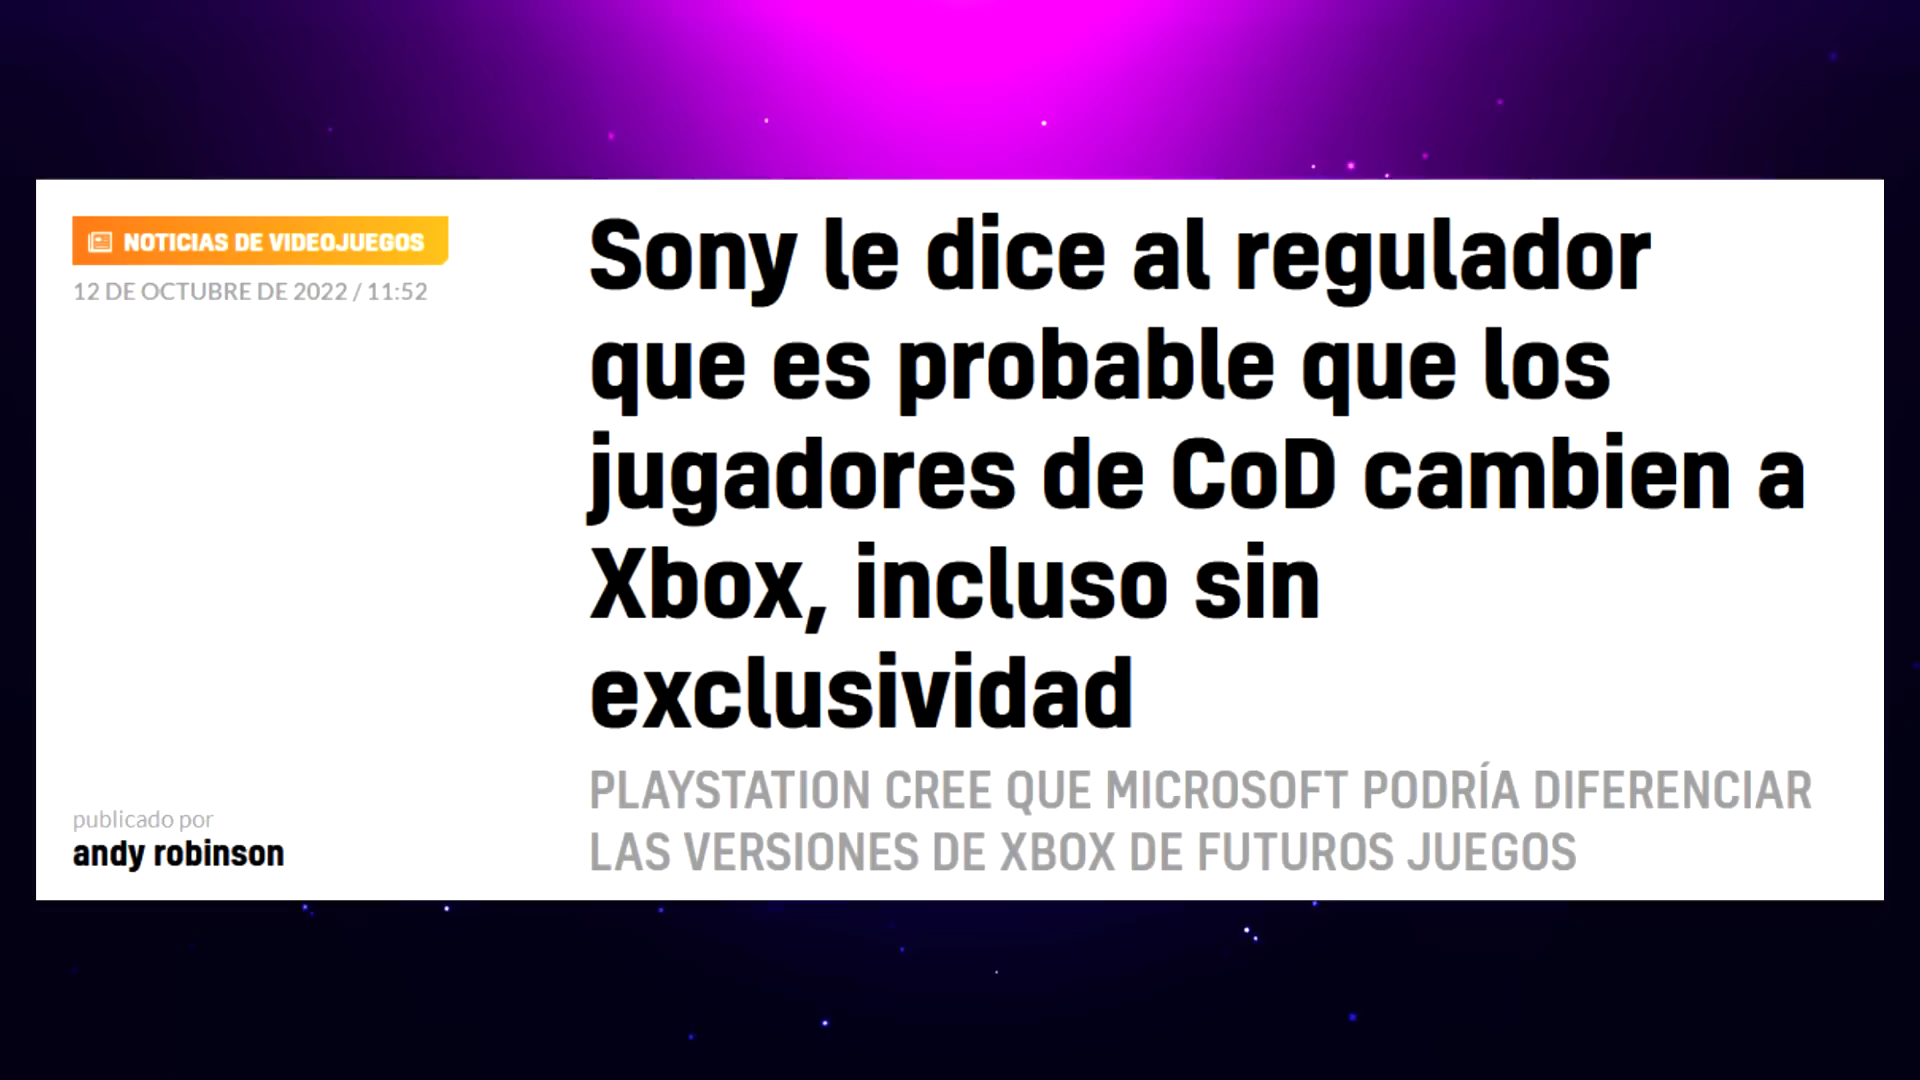 NOTICIAS DE VIDEOJUEGOS
12 DE OCTUBRE DE 2022 / 11:52
Sony le dice al regulador
que es probable que los
jugadores de CoD cambien a
Xbox, incluso sin
exclusividad
PLAYSTATION CREE QUE MICROSOFT PODRÍA DIFERENCIAR
LAS VERSIONES DE XBOX DE FUTUROS JUEGOS
publicado por
andy robinson